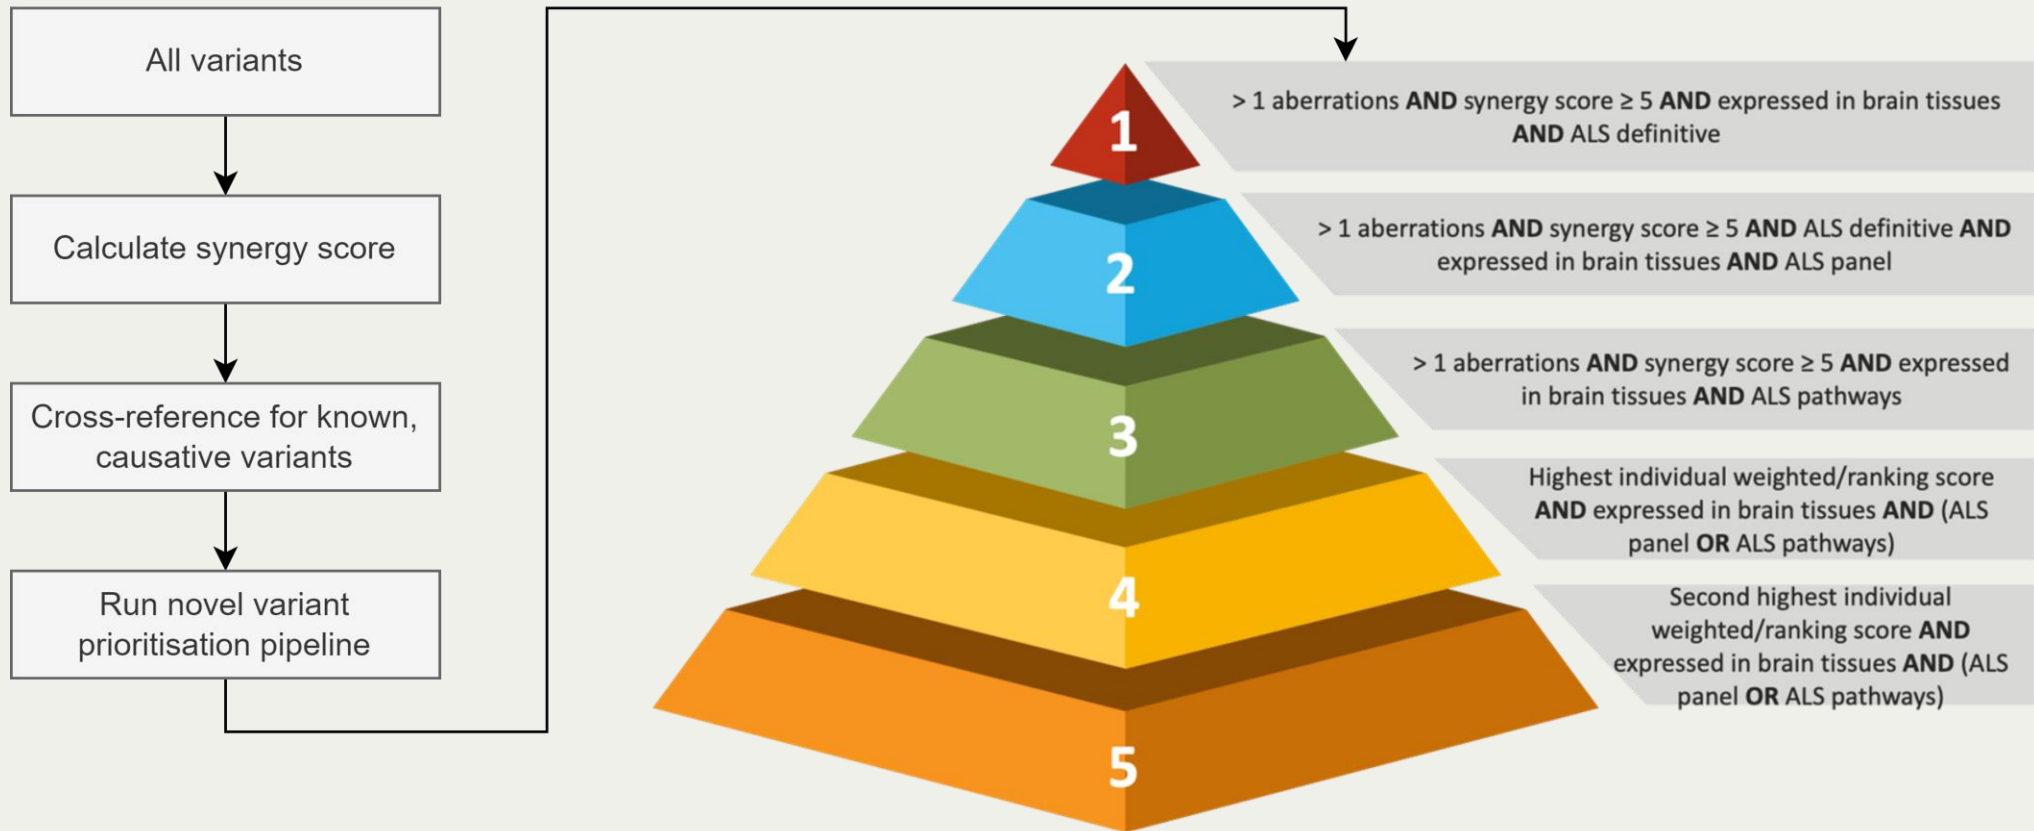 All variants
Calculate synergy score
Cross-reference for known,
causative variants
Run novel variant
prioritisation pipeline
1
> 1 aberrations AND synergy score ≥ 5 AND expressed in brain tissues
AND ALS definitive
2
> 1 aberrations AND synergy score ≥ 5 AND ALS definitive AND
expressed in brain tissues AND ALS panel
3
> 1 aberrations AND synergy score ≥ 5 AND expressed
in brain tissues AND ALS pathways
4
Highest individual weighted/ranking score
AND expressed in brain tissues AND (ALS
panel OR ALS pathways)
5
Second highest individual
weighted/ranking score AND
expressed in brain tissues AND (ALS
panel OR ALS pathways)